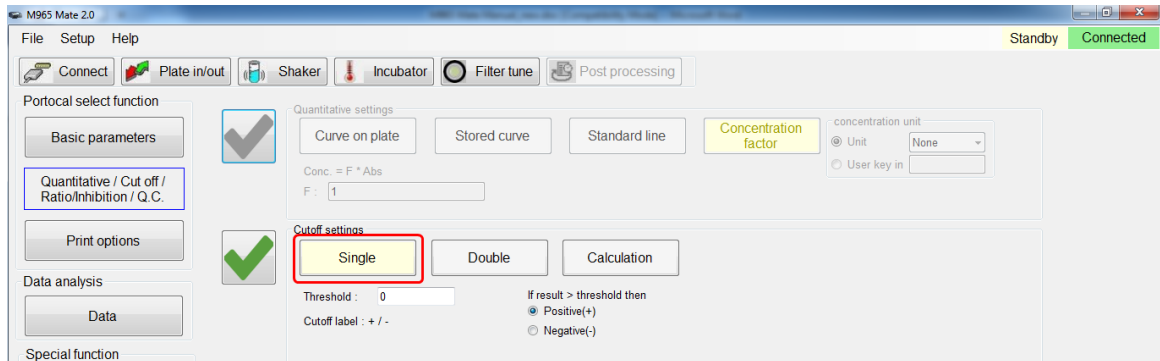 M965 Mate 2.0
File Setup Help
Standby Connected
Connect Plate in/out Shaker Incubator Filter tune Post processing
Portocal select function
Basic parameters
Quantitative / Cut off /
Ratio/Inhibition / Q.C.
Print options
Data analysis
Data
Special function
Quantitative settings
Curve on plate Stored curve Standard line Concentration
factor
concentration unit
Unit None
User key in
Conc. = F * Abs
F : 1
Cutoff settings
Single Double Calculation
Threshold : 0
Cutoff label : + / -
If result > threshold then
Positive(+)
Negative(-)